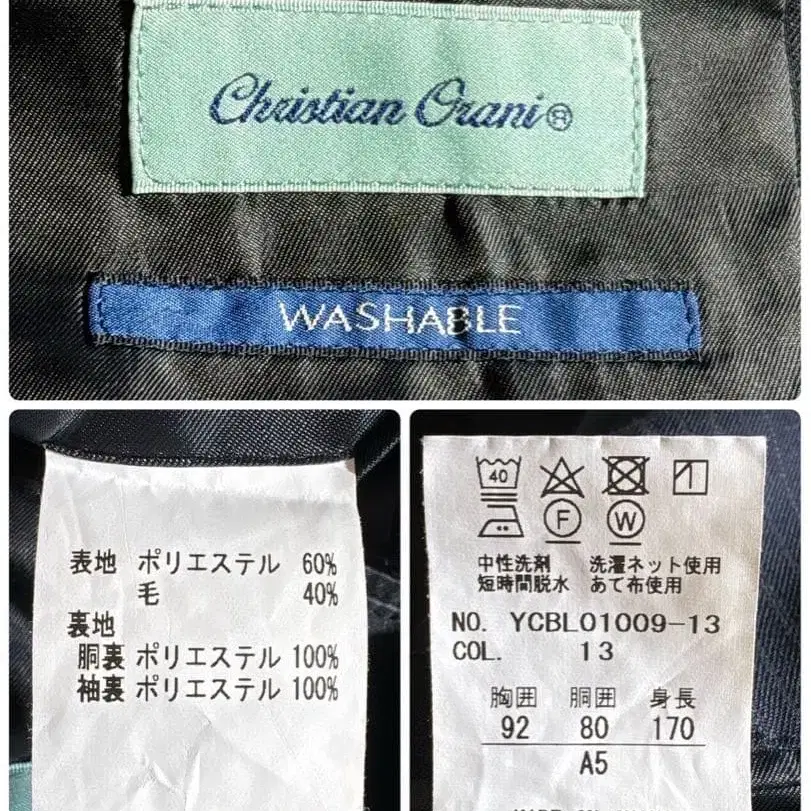 Christian Orani®
WASHABLE
表地 ポリエステル 60%
毛 40%
裏地
胴裏 ポリエステル 100%
袖裏 ポリエステル 100%
40
F W
中性洗剤 洗濯ネット使用
短時間脱水 あて布使用
NO. YCBL01009-13
COL. 13
胸囲 胴囲 身長
92 80 170
A5